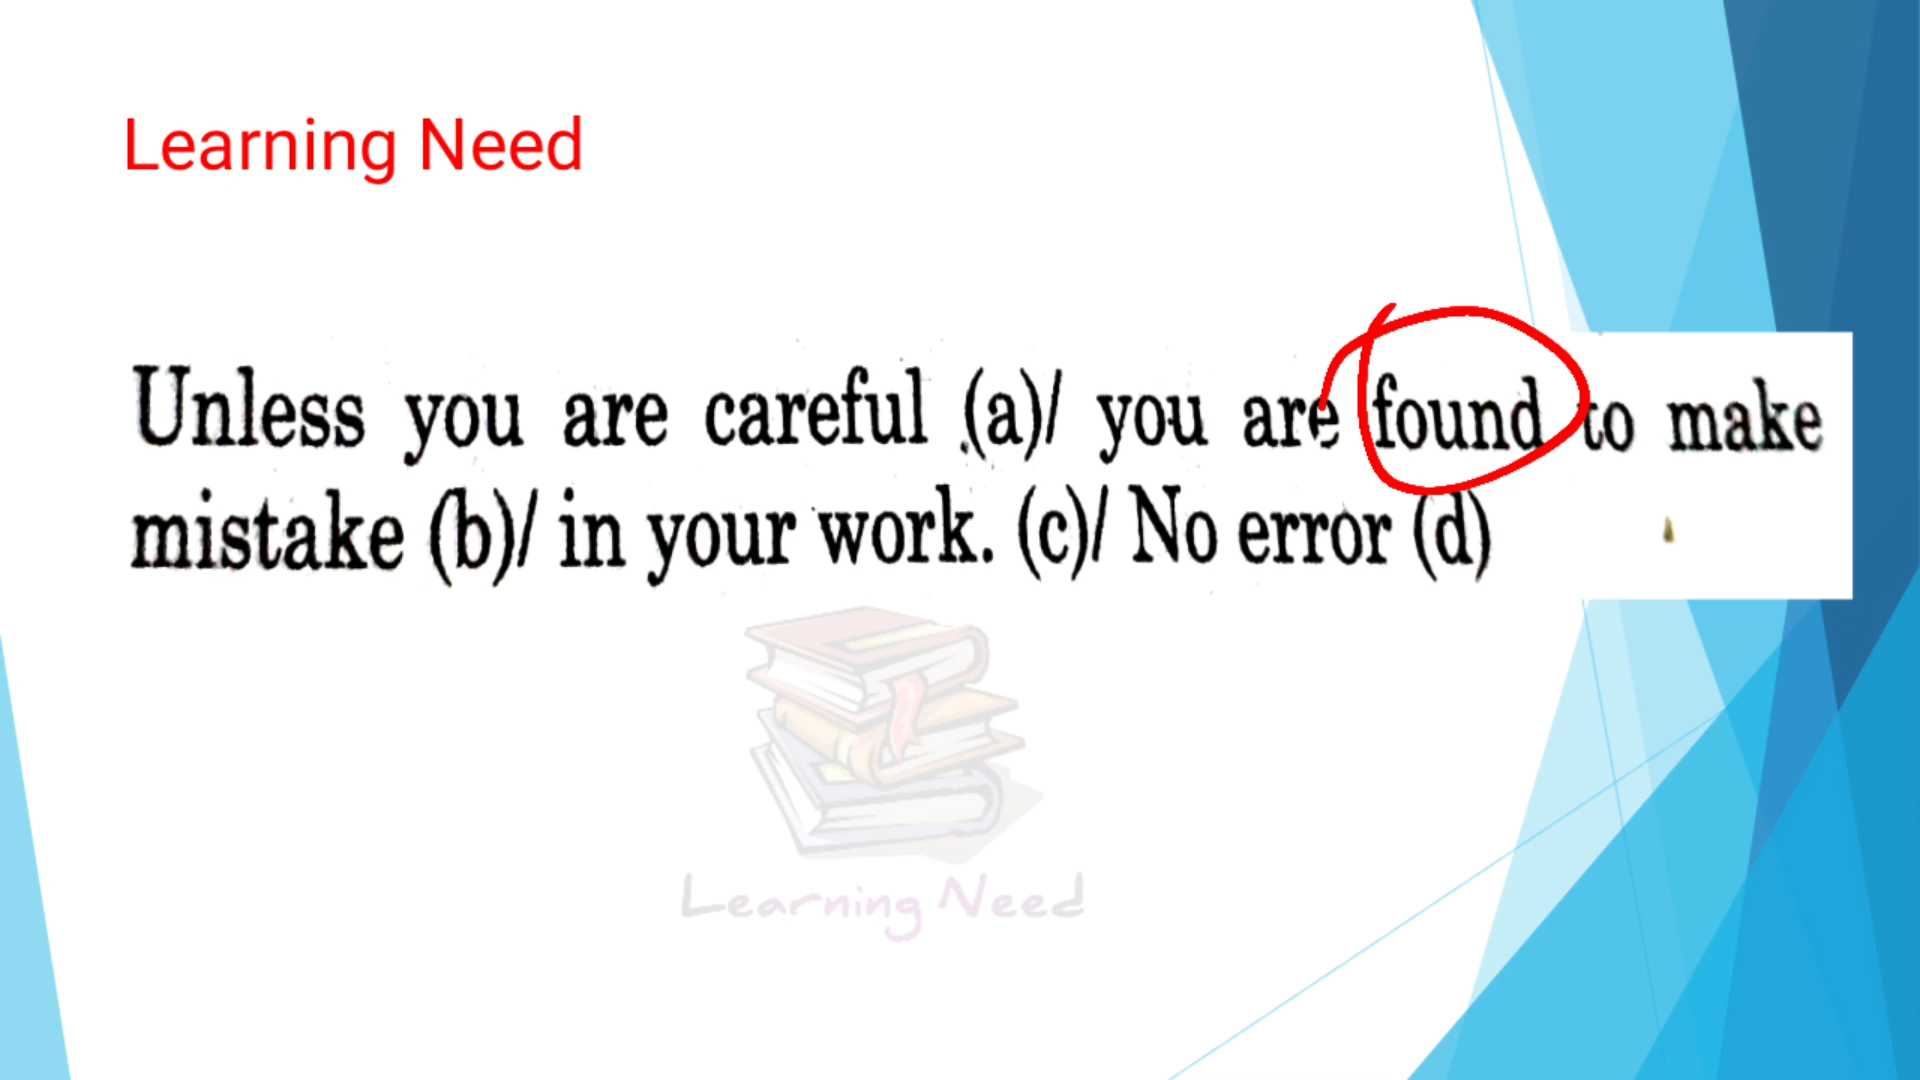 Learning Need
Unless you are careful (a)/ you are found to make
mistake (b)/ in your work. (c)/ No error (d)
Learning Need